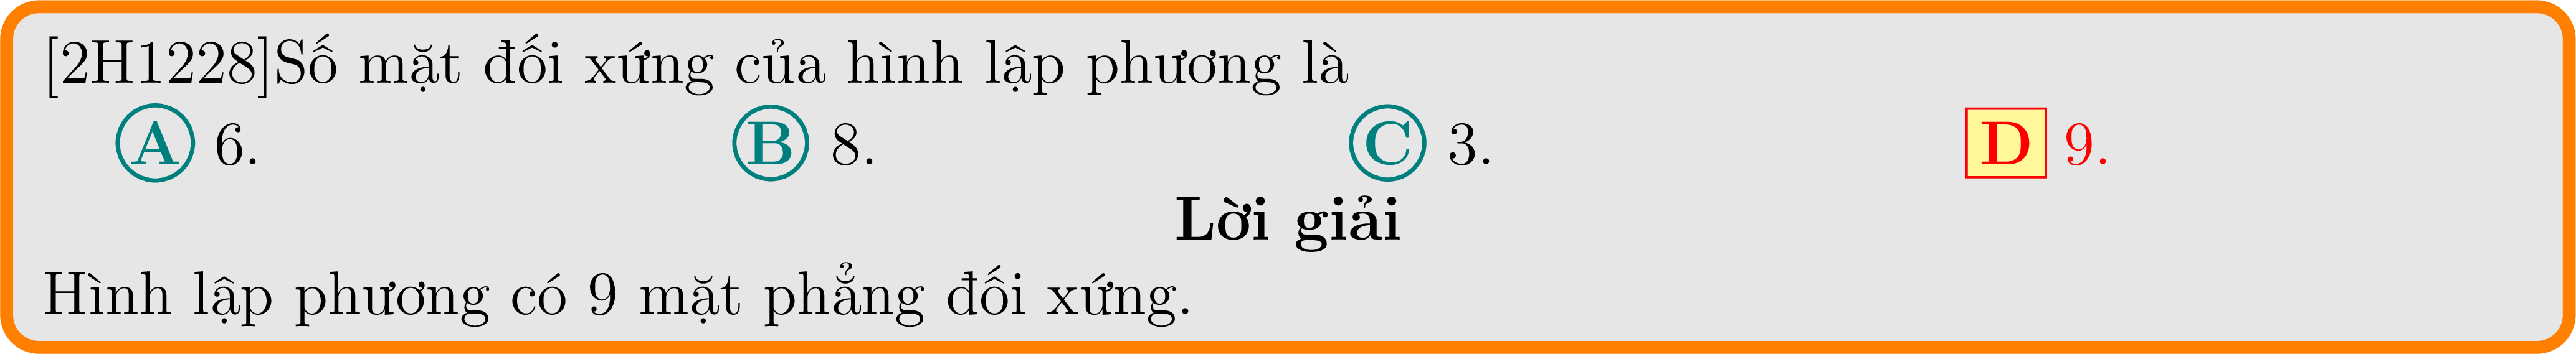 [2H1228]Số mặt đối xứng của hình lập phương là
A 6. B 8. C 3. D 9.
Lời giải
Hình lập phương có 9 mặt phẳng đối xứng.